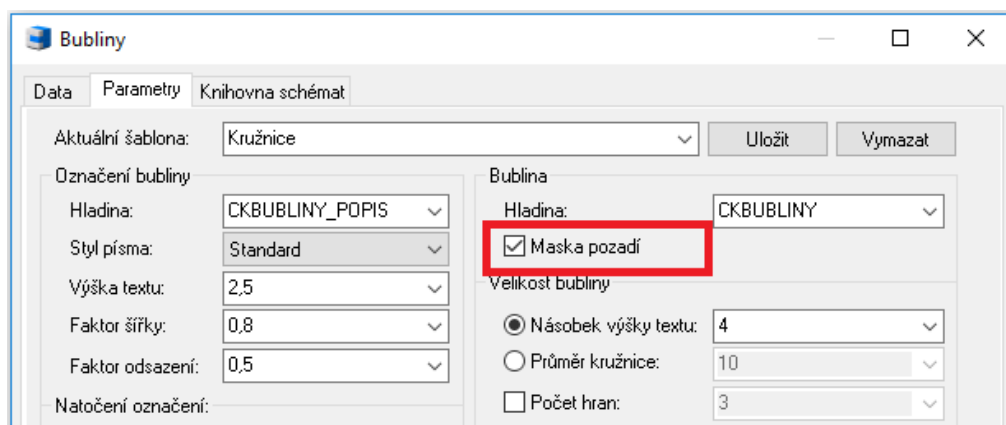 Bubliny
Data Parametry Knihovna schémat
Aktuální šablona: Kružnice Uložit Vymazat
Označení bubliny Bublina
Hladina: CKBUBLINY_POPIS Hladina: CKBUBLINY
Styl písma: Standard Maska pozadí
Výška textu: 2,5 Velikost bubliny
Faktor šířky: 0,8 Násobek výšky textu: 4
Faktor odsazení: 0,5 Průměr kružnice: 10
Natočení označení: Počet hran: 3